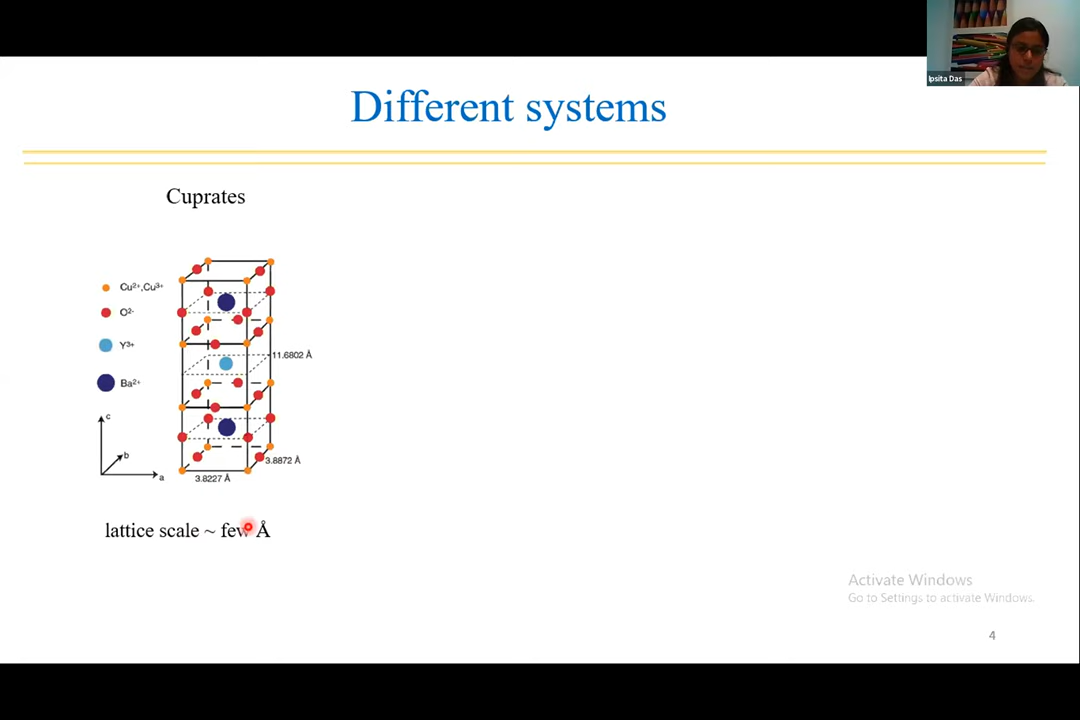 Ipsita Das
Different systems
Cuprates
Cu2+,Cu3+
O2-
Y3+
Ba2+
c
b
a
11.6802 Å
3.8872 Å
3.8227 Å
lattice scale ~ few Å
Activate Windows
Go to Settings to activate Windows.
4